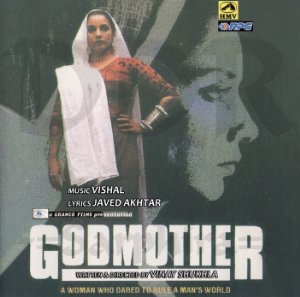 HMV
RPG
MUSIC VISHAL
LYRICS JAVED AKHTAR
a GRAMCO FILMS presentation
GODMOTHER
WRITTEN & DIRECTED BY VINAY SHUKLA
A WOMAN WHO DARED TO RULE A MAN'S WORLD